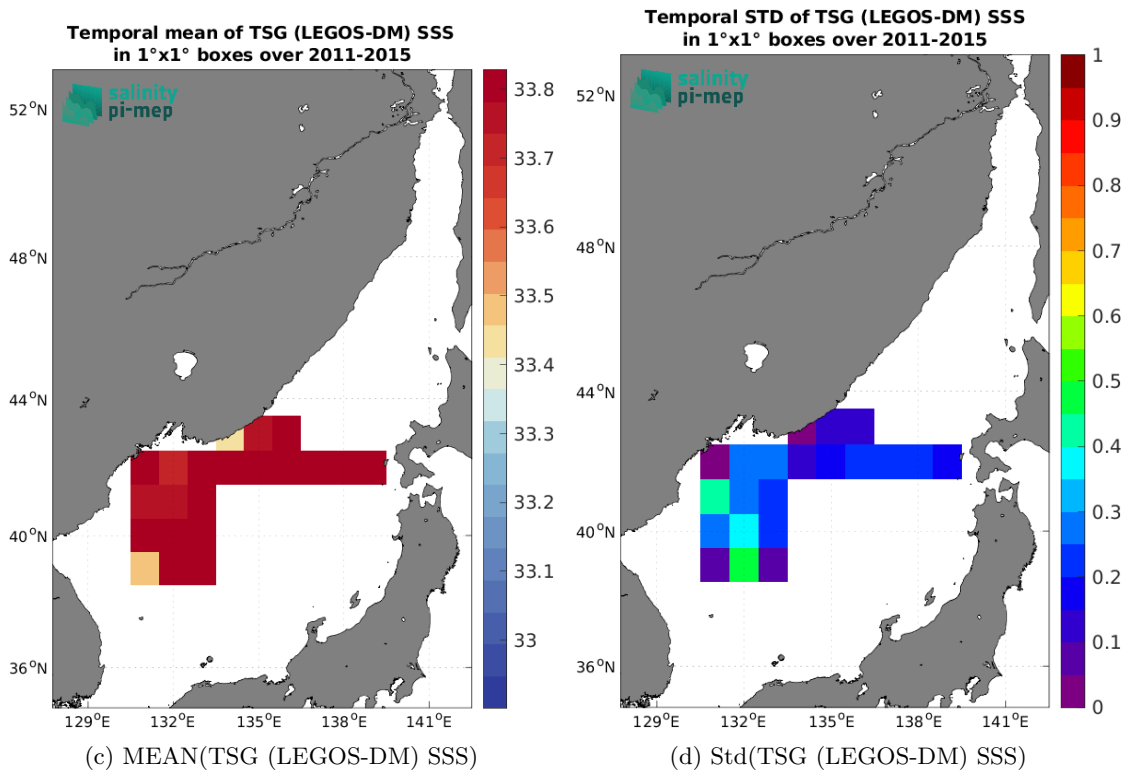 Temporal mean of TSG (LEGOS-DM) SSS
in 1°x1° boxes over 2011-2015
salinity
pi-mep
52°N
48°N
44°N
40°N
36°N
129°E 132°E 135°E 138°E 141°E
33.8
33.7
33.6
33.5
33.4
33.3
33.2
33.1
33
(c) MEAN(TSG (LEGOS-DM) SSS)
Temporal STD of TSG (LEGOS-DM) SSS
in 1°x1° boxes over 2011-2015
salinity
pi-mep
52°N
48°N
44°N
40°N
36°N
129°E 132°E 135°E 138°E 141°E
1
0.9
0.8
0.7
0.6
0.5
0.4
0.3
0.2
0.1
0
(d) Std(TSG (LEGOS-DM) SSS)